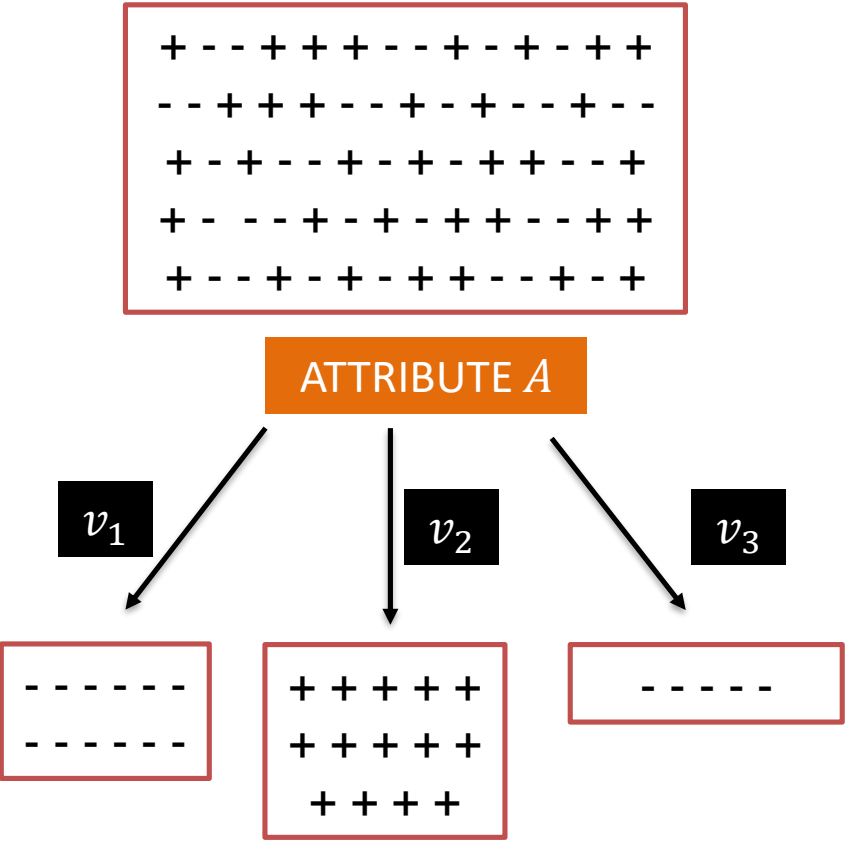 + - - + + + - - + - + - + +
- - + + + - - + - + - - + - -
+ - + - - + - + - + + - - +
+ - - - + - + - + + - - + +
+ - - + - + - + + - - + - +
ATTRIBUTE A
v₁
v₂
v₃
- - - - - -
- - - - - -
+ + + + +
+ + + + +
+ + + +
- - - - -